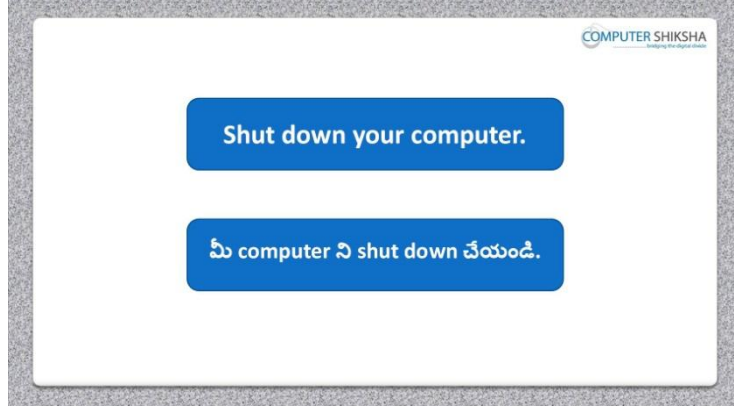 COMPUTER SHIKSHA
bridging the digital divide
Shut down your computer.
మీ computer ని shut down చేయండి.